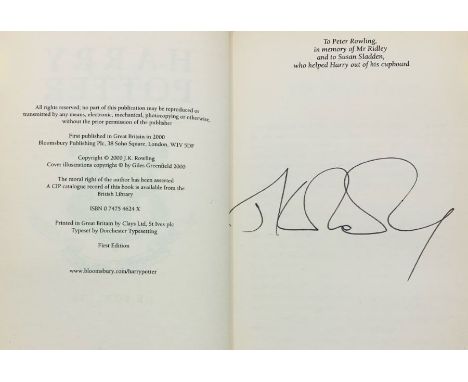 HARRY
POTTER
All rights reserved; no part of this publication may be reproduced or
transmitted by any means, electronic, mechanical, photocopying or otherwise,
without the prior permission of the publisher
First published in Great Britain in 2000
Bloomsbury Publishing Plc, 38 Soho Square, London, W1V 5DF
Copyright © 2000 J.K. Rowling
Cover illustrations copyright © by Giles Greenfield 2000
The moral right of the author has been asserted
A CIP catalogue record of this book is available from the
British Library
ISBN 0 7475 4624 X
Printed in Great Britain by Clays Ltd, St Ives plc
Typeset by Dorchester Typesetting
First Edition
www.bloomsbury.com/harrypotter
To Peter Rowling,
in memory of Mr Ridley
and to Susan Sladden,
who helped Harry out of his cupboard
JK Rowling